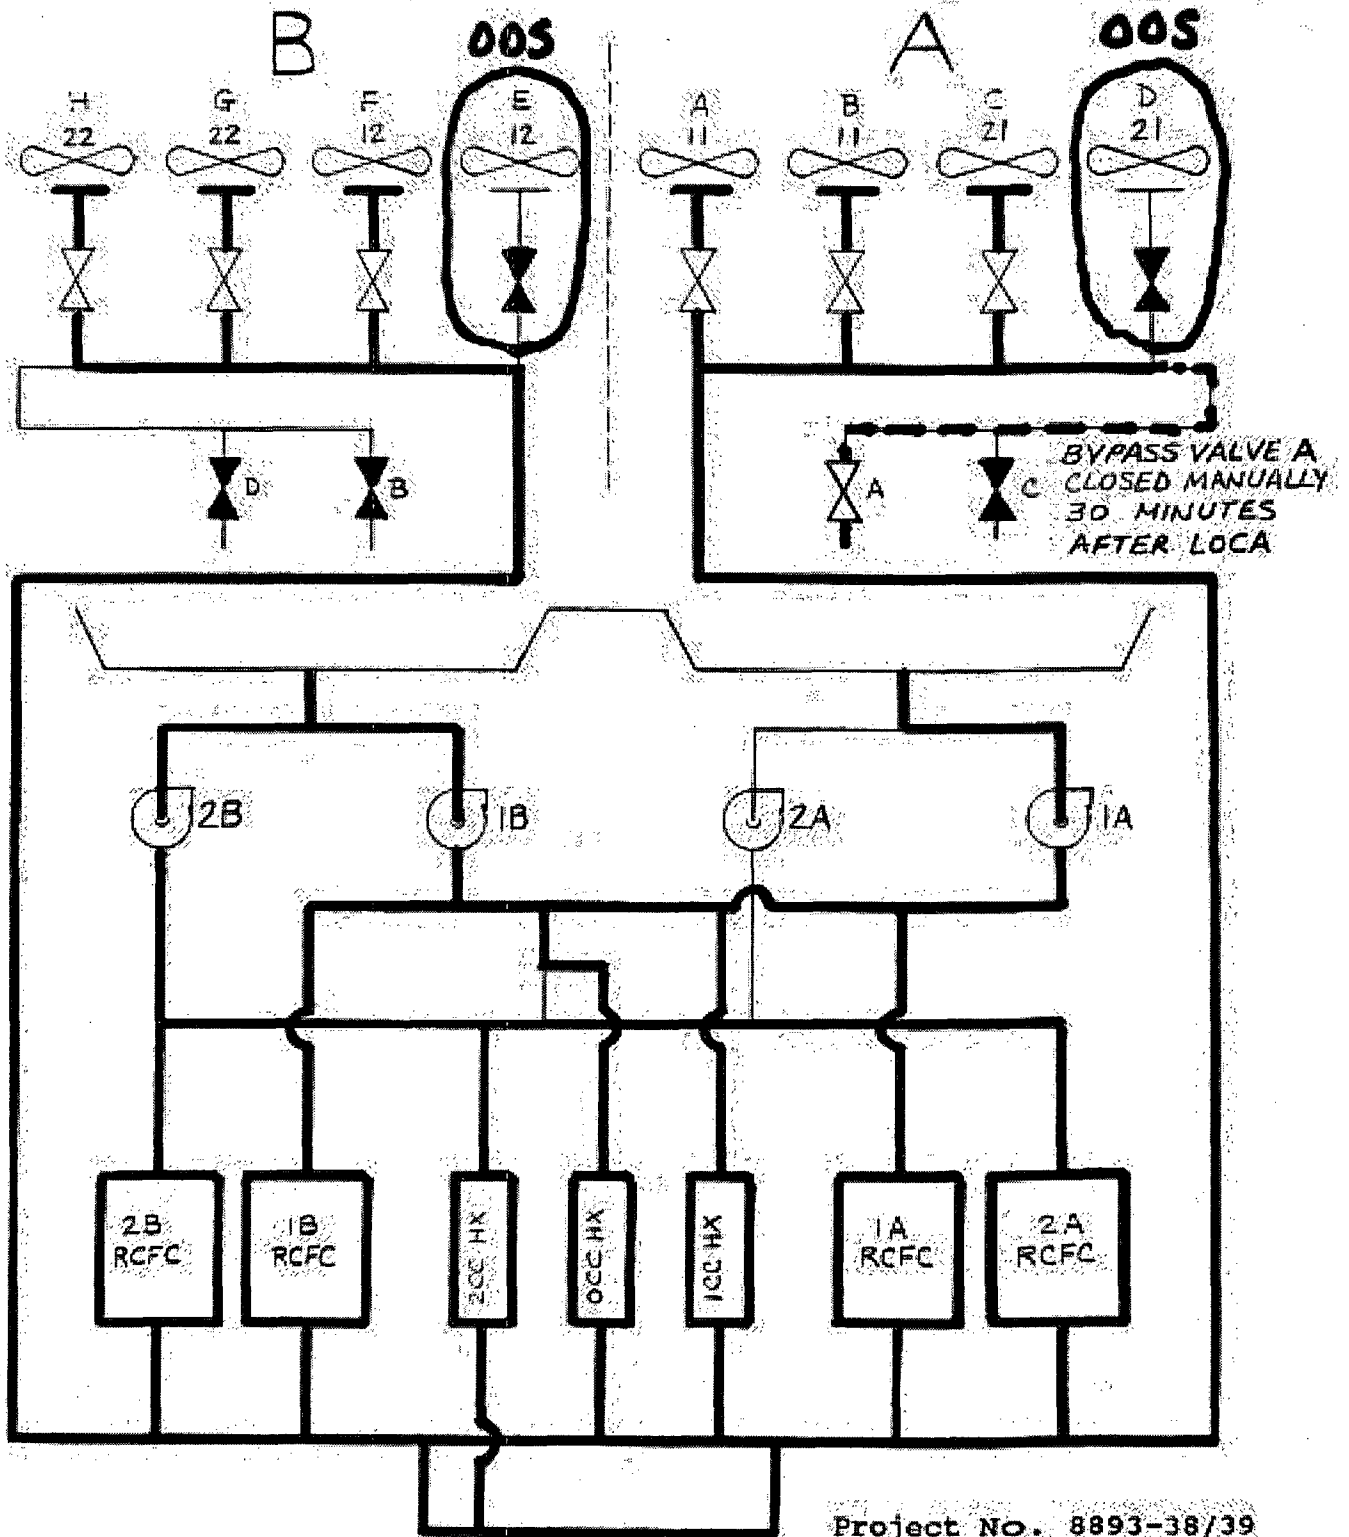 B
OOS
A
OOS
H
22
G
22
F
12
E
12
A
11
B
11
C
21
D
21
D
B
A
C
BYPASS VALVE A
CLOSED MANUALLY
30 MINUTES
AFTER LOCA
2B
1B
2A
1A
2B
RCFC
1B
RCFC
2CC HX
0CC HX
1CC HX
1A
RCFC
2A
RCFC
Project No. 8893-38/39